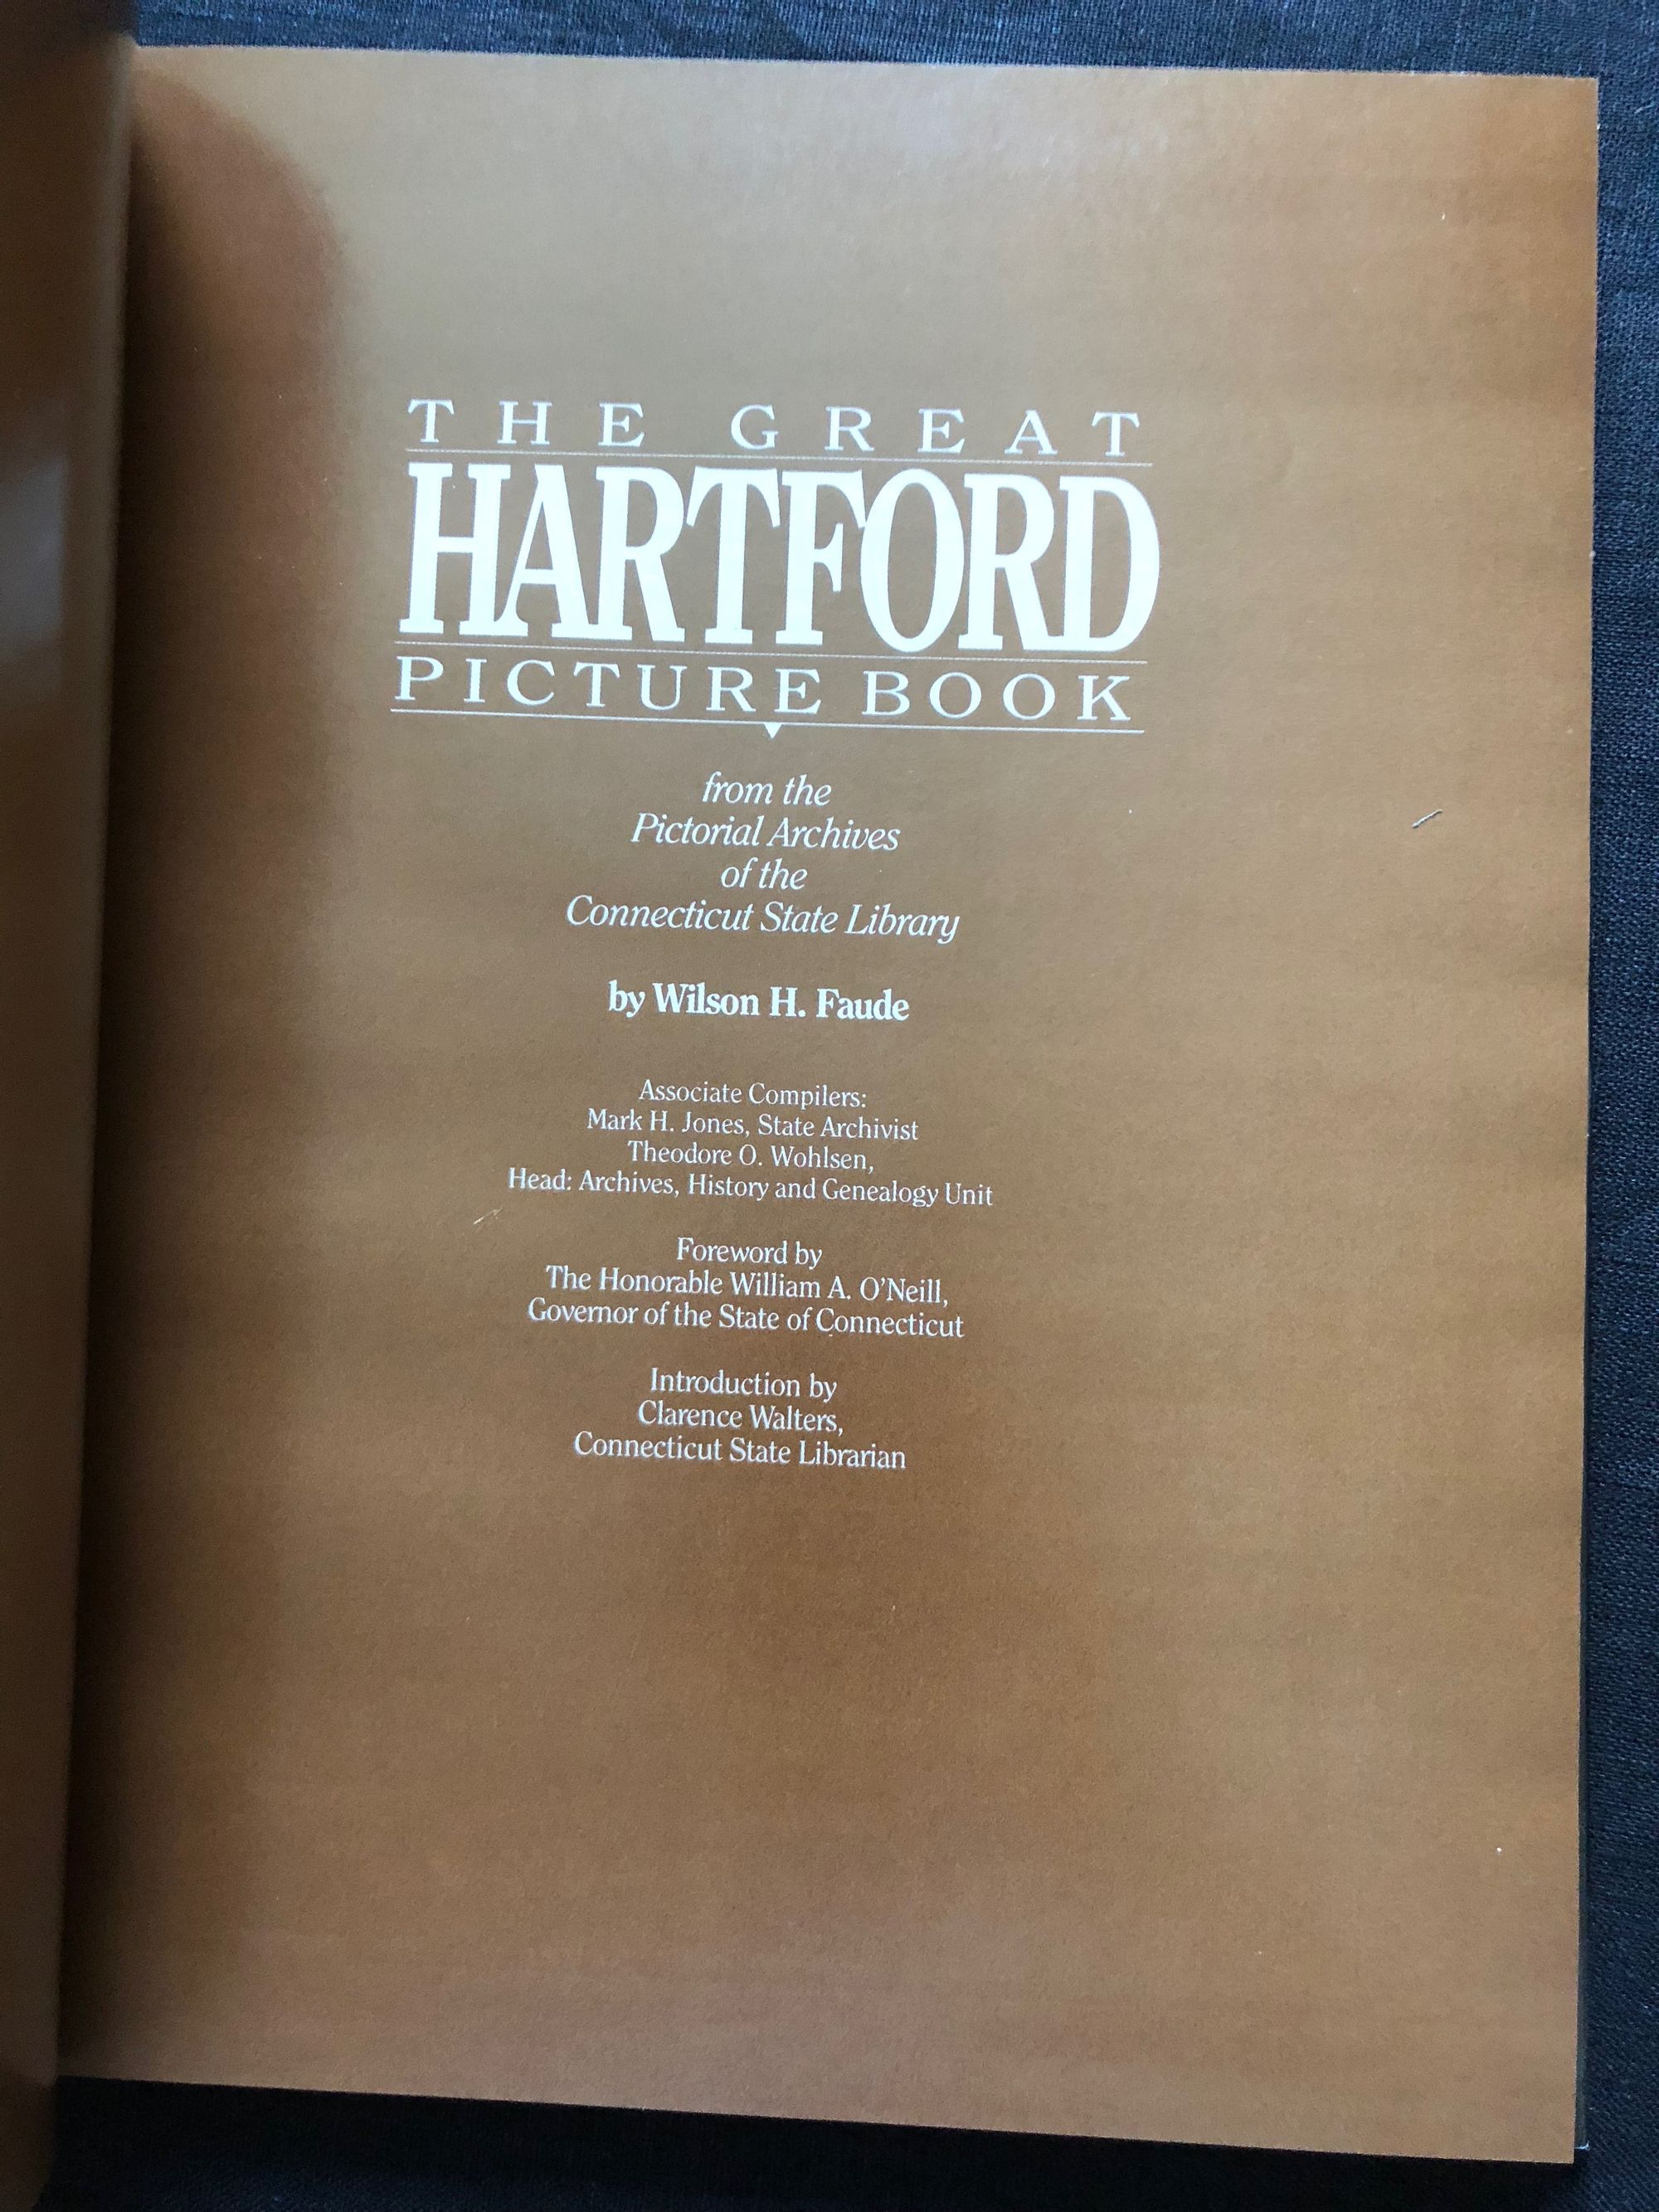 THE GREAT
HARTFORD
PICTURE BOOK
from the
Pictorial Archives
of the
Connecticut State Library
by Wilson H. Faude
Associate Compilers:
Mark H. Jones, State Archivist
Theodore O. Wohlsen,
Head: Archives, History and Genealogy Unit
Foreword by
The Honorable William A. O'Neill,
Governor of the State of Connecticut
Introduction by
Clarence Walters,
Connecticut State Librarian